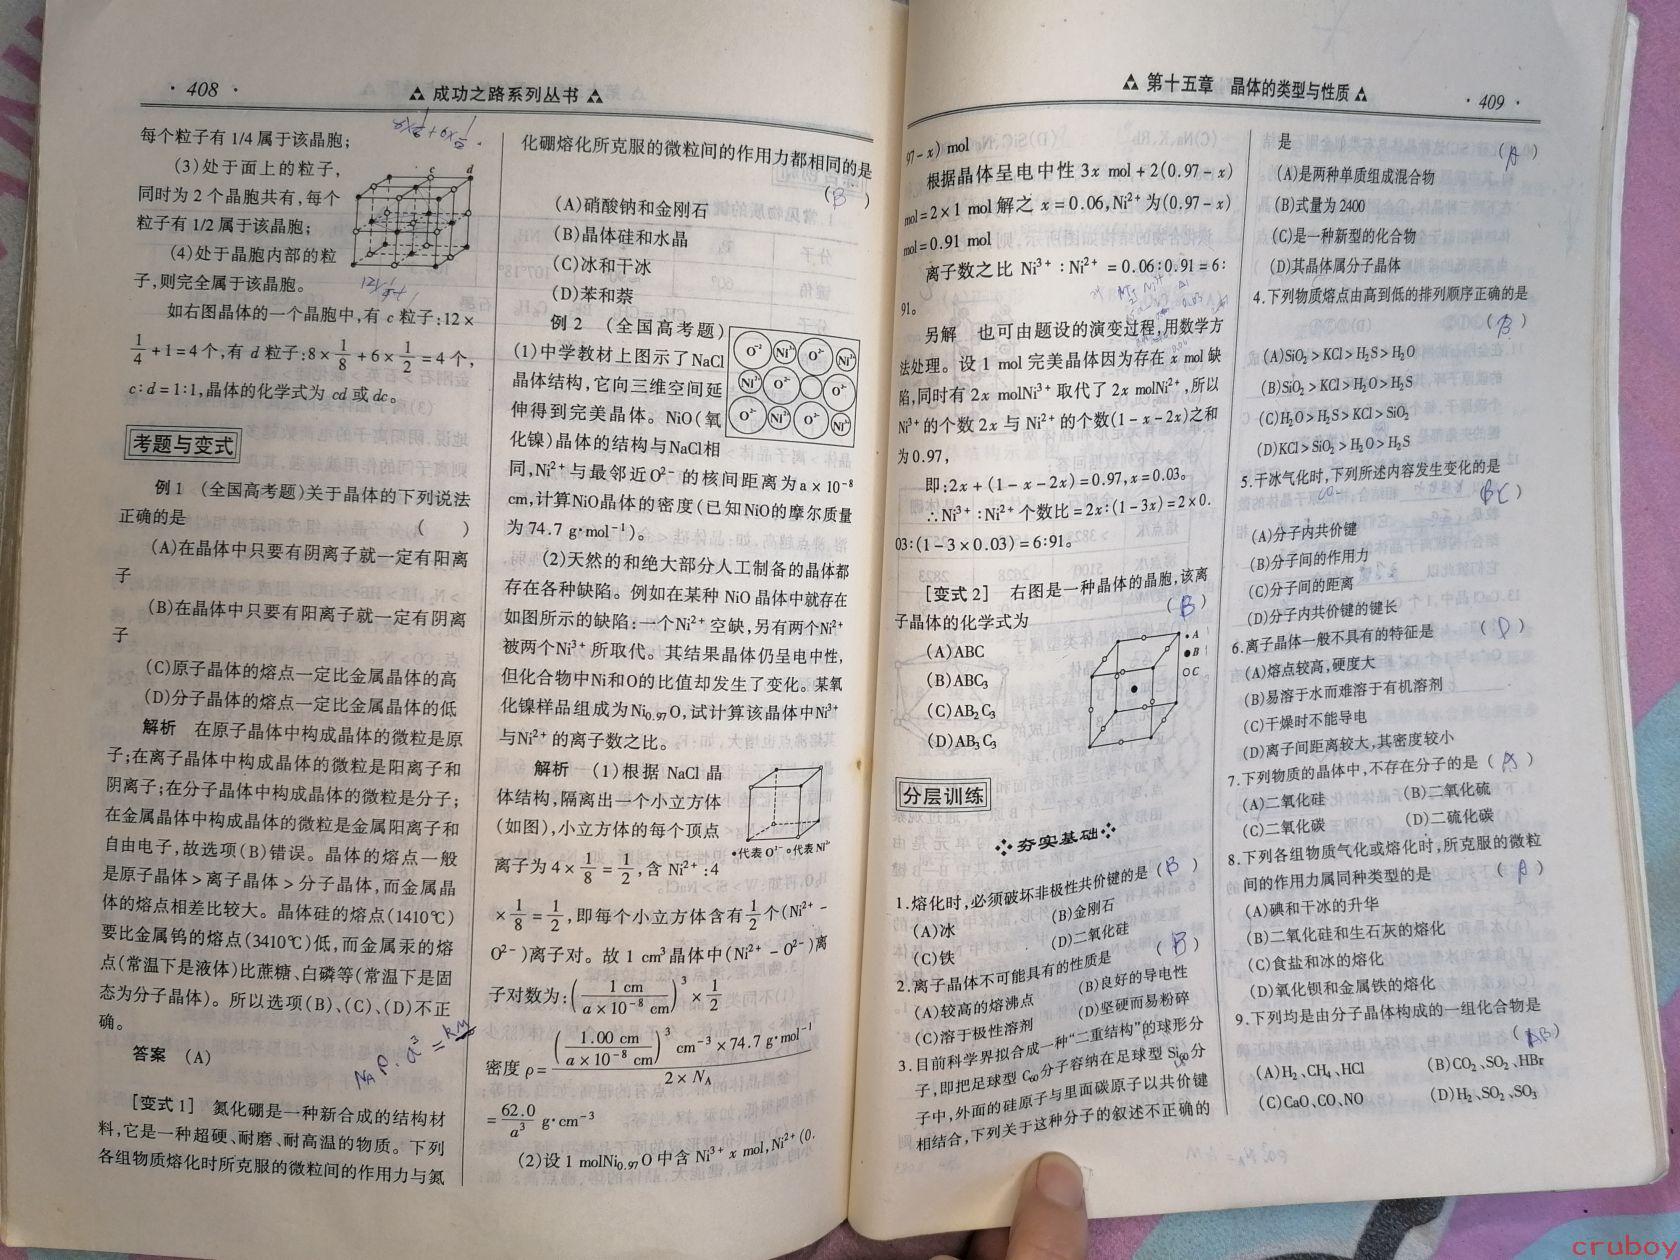 · 408 ·
成功之路系列丛书
每个粒子有1/4属于该晶胞;
(3)处于面上的粒子,
同时为2个晶胞共有,每个
粒子有1/2属于该晶胞;
(4)处于晶胞内部的粒
子,则完全属于该晶胞。
c d
如右图晶体的一个晶胞中,有c粒子:12×
1/4+1=4个,有d粒子:8×1/8+6×1/2=4个,
c:d=1:1,晶体的化学式为cd或dc。
考题与变式
例1 (全国高考题)关于晶体的下列说法
正确的是 ( )
(A)在晶体中只要有阴离子就一定有阳离
子
(B)在晶体中只要有阳离子就一定有阴离
子
(C)原子晶体的熔点一定比金属晶体的高
(D)分子晶体的熔点一定比金属晶体的低
解析 在原子晶体中构成晶体的微粒是原
子;在离子晶体中构成晶体的微粒是阳离子和
阴离子;在分子晶体中构成晶体的微粒是分子;
在金属晶体中构成晶体的微粒是金属阳离子和
自由电子,故选项(B)错误。晶体的熔点一般
是原子晶体>离子晶体>分子晶体,而金属晶
体的熔点相差比较大。晶体硅的熔点(1410℃)
要比金属钨的熔点(3410℃)低,而金属汞的熔
点(常温下是液体)比蔗糖、白磷等(常温下是固
态为分子晶体)。所以选项(B)、(C)、(D)不正
确。
答案 (A)
[变式1] 氮化硼是一种新合成的结构材
料,它是一种超硬、耐磨、耐高温的物质。下列
各组物质熔化时所克服的微粒间的作用力与氮
化硼熔化所克服的微粒间的作用力都相同的是
(B)
(A)硝酸钠和金刚石
(B)晶体硅和水晶
(C)冰和干冰
(D)苯和萘
例2 (全国高考题)
(1)中学教材上图示了NaCl
晶体结构,它向三维空间延
伸得到完美晶体。NiO(氧
化镍)晶体的结构与NaCl相
同,Ni²⁺与最邻近O²⁻的核间距离为a×10⁻⁸
cm,计算NiO晶体的密度(已知NiO的摩尔质量
为74.7 g·mol⁻¹)。
(2)天然的和绝大部分人工制备的晶体都
存在各种缺陷。例如在某种NiO晶体中就存在
如图所示的缺陷:一个Ni²⁺空缺,另有两个Ni²⁺
被两个Ni³⁺所取代。其结果晶体仍呈电中性,
但化合物中Ni和O的比值却发生了变化。某氧
化镍样品组成为Ni₀.₉₇O,试计算该晶体中Ni³⁺
与Ni²⁺的离子数之比。
解析 (1)根据NaCl晶
体结构,隔离出一个小立方体
(如图),小立方体的每个顶点
•代表O²⁻ ○代表Ni²⁺
离子为4×1/8=1/2,含Ni²⁺:4
×1/8=1/2,即每个小立方体含有1/2个(Ni²⁺-
O²⁻)离子对。故1 cm³晶体中(Ni²⁺-O²⁻)离
子对数为:(1 cm/(a×10⁻⁸ cm))³×1/2
密度ρ=((1.00 cm/(a×10⁻⁸ cm))³ cm⁻³×74.7 g·mol⁻¹)/(2×N_A)
=62.0/a³ g·cm⁻³
(2)设1 molNi₀.₉₇O中含Ni³⁺ x mol,Ni²⁺(0.
第十五章 晶体的类型与性质
· 409 ·
97-x) mol
根据晶体呈电中性3x mol+2(0.97-x)
mol=2×1 mol解之x=0.06,Ni²⁺为(0.97-x)
mol=0.91 mol
离子数之比Ni³⁺:Ni²⁺=0.06:0.91=6:
91。
另解 也可由题设的演变过程,用数学方
法处理。设1 mol完美晶体因为存在x mol缺
陷,同时有2x molNi³⁺取代了2x molNi²⁺,所以
Ni³⁺的个数2x与Ni²⁺的个数(1-x-2x)之和
为0.97,
即:2x+(1-x-2x)=0.97,x=0.03。
∴Ni³⁺:Ni²⁺个数比=2x:(1-3x)=2×0.
03:(1-3×0.03)=6:91。
[变式2] 右图是一种晶体的晶胞,该离
子晶体的化学式为 (B)
(A)ABC
(B)ABC₃
(C)AB₂C₃
(D)AB₃C₃
•A
●B
○C
分层训练
夯实基础
1.熔化时,必须破坏非极性共价键的是(B)
(A)冰 (B)金刚石
(C)铁 (D)二氧化硅
2.离子晶体不可能具有的性质是 (B)
(A)较高的熔沸点 (B)良好的导电性
(C)溶于极性溶剂 (D)坚硬而易粉碎
3.目前科学界拟合成一种“二重结构”的球形分
子,即把足球型C₆₀分子容纳在足球型Si₆₀分
子中,外面的硅原子与里面碳原子以共价键
相结合,下列关于这种分子的叙述不正确的
是 (A)
(A)是两种单质组成混合物
(B)式量为2400
(C)是一种新型的化合物
(D)其晶体属分子晶体
4.下列物质熔点由高到低的排列顺序正确的是
(B)
(A)SiO₂>KCl>H₂S>H₂O
(B)SiO₂>KCl>H₂O>H₂S
(C)H₂O>H₂S>KCl>SiO₂
(D)KCl>SiO₂>H₂O>H₂S
5.干冰气化时,下列所述内容发生变化的是
(BC)
(A)分子内共价键
(B)分子间的作用力
(C)分子间的距离
(D)分子内共价键的键长
6.离子晶体一般不具有的特征是 (D)
(A)熔点较高,硬度大
(B)易溶于水而难溶于有机溶剂
(C)干燥时不能导电
(D)离子间距离较大,其密度较小
7.下列物质的晶体中,不存在分子的是(A)
(A)二氧化硅 (B)二氧化硫
(C)二氧化碳 (D)二硫化碳
8.下列各组物质气化或熔化时,所克服的微粒
间的作用力属同种类型的是 (A)
(A)碘和干冰的升华
(B)二氧化硅和生石灰的熔化
(C)食盐和冰的熔化
(D)氧化钡和金属铁的熔化
9.下列均是由分子晶体构成的一组化合物是
(AB)
(A)H₂、CH₄、HCl (B)CO₂、SO₂、HBr
(C)CaO、CO、NO (D)H₂、SO₂、SO₃
cruboy